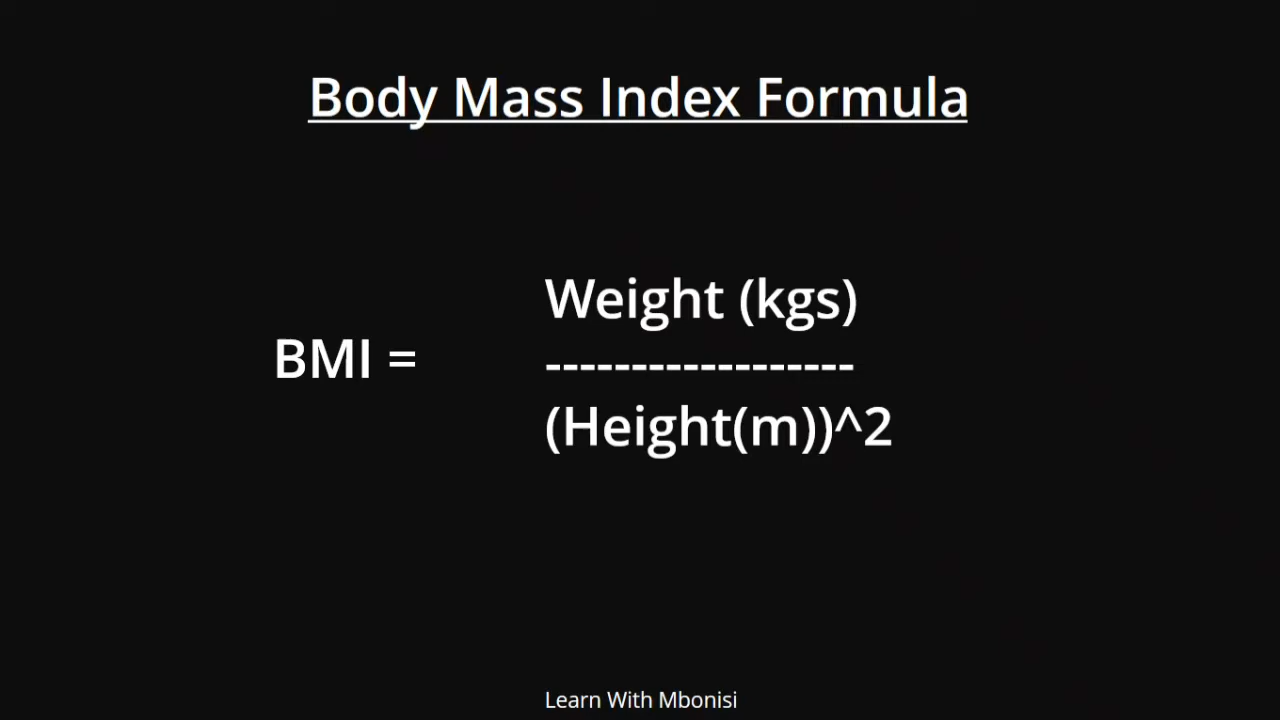 Body Mass Index Formula
Weight (kgs)
BMI = ------------------
(Height(m))^2
Learn With Mbonisi